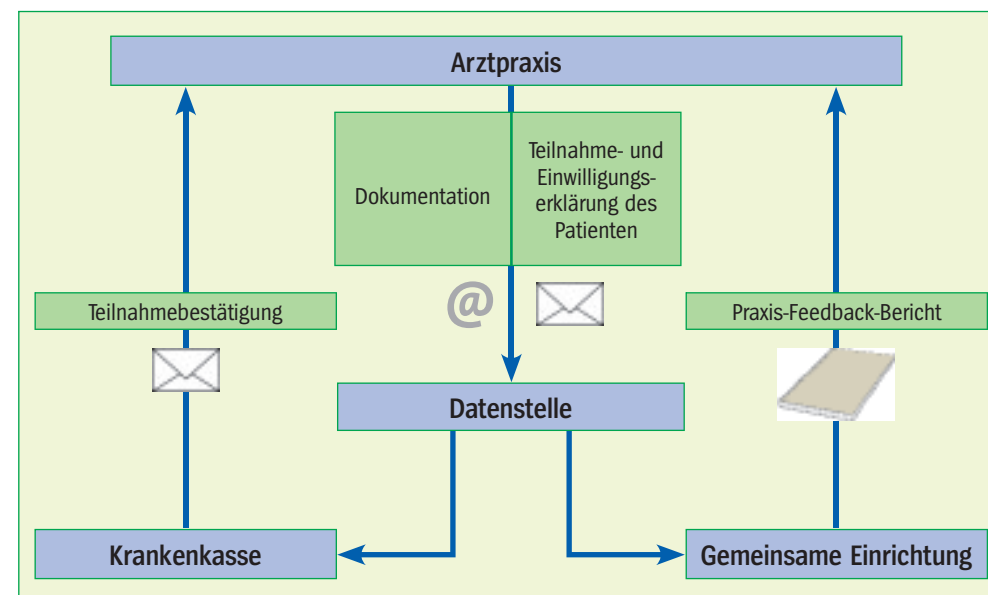 Arztpraxis
Dokumentation
Teilnahme- und
Einwilligungs-
erklärung des
Patienten
@
Teilnahmebestätigung
Praxis-Feedback-Bericht
Datenstelle
Krankenkasse
Gemeinsame Einrichtung